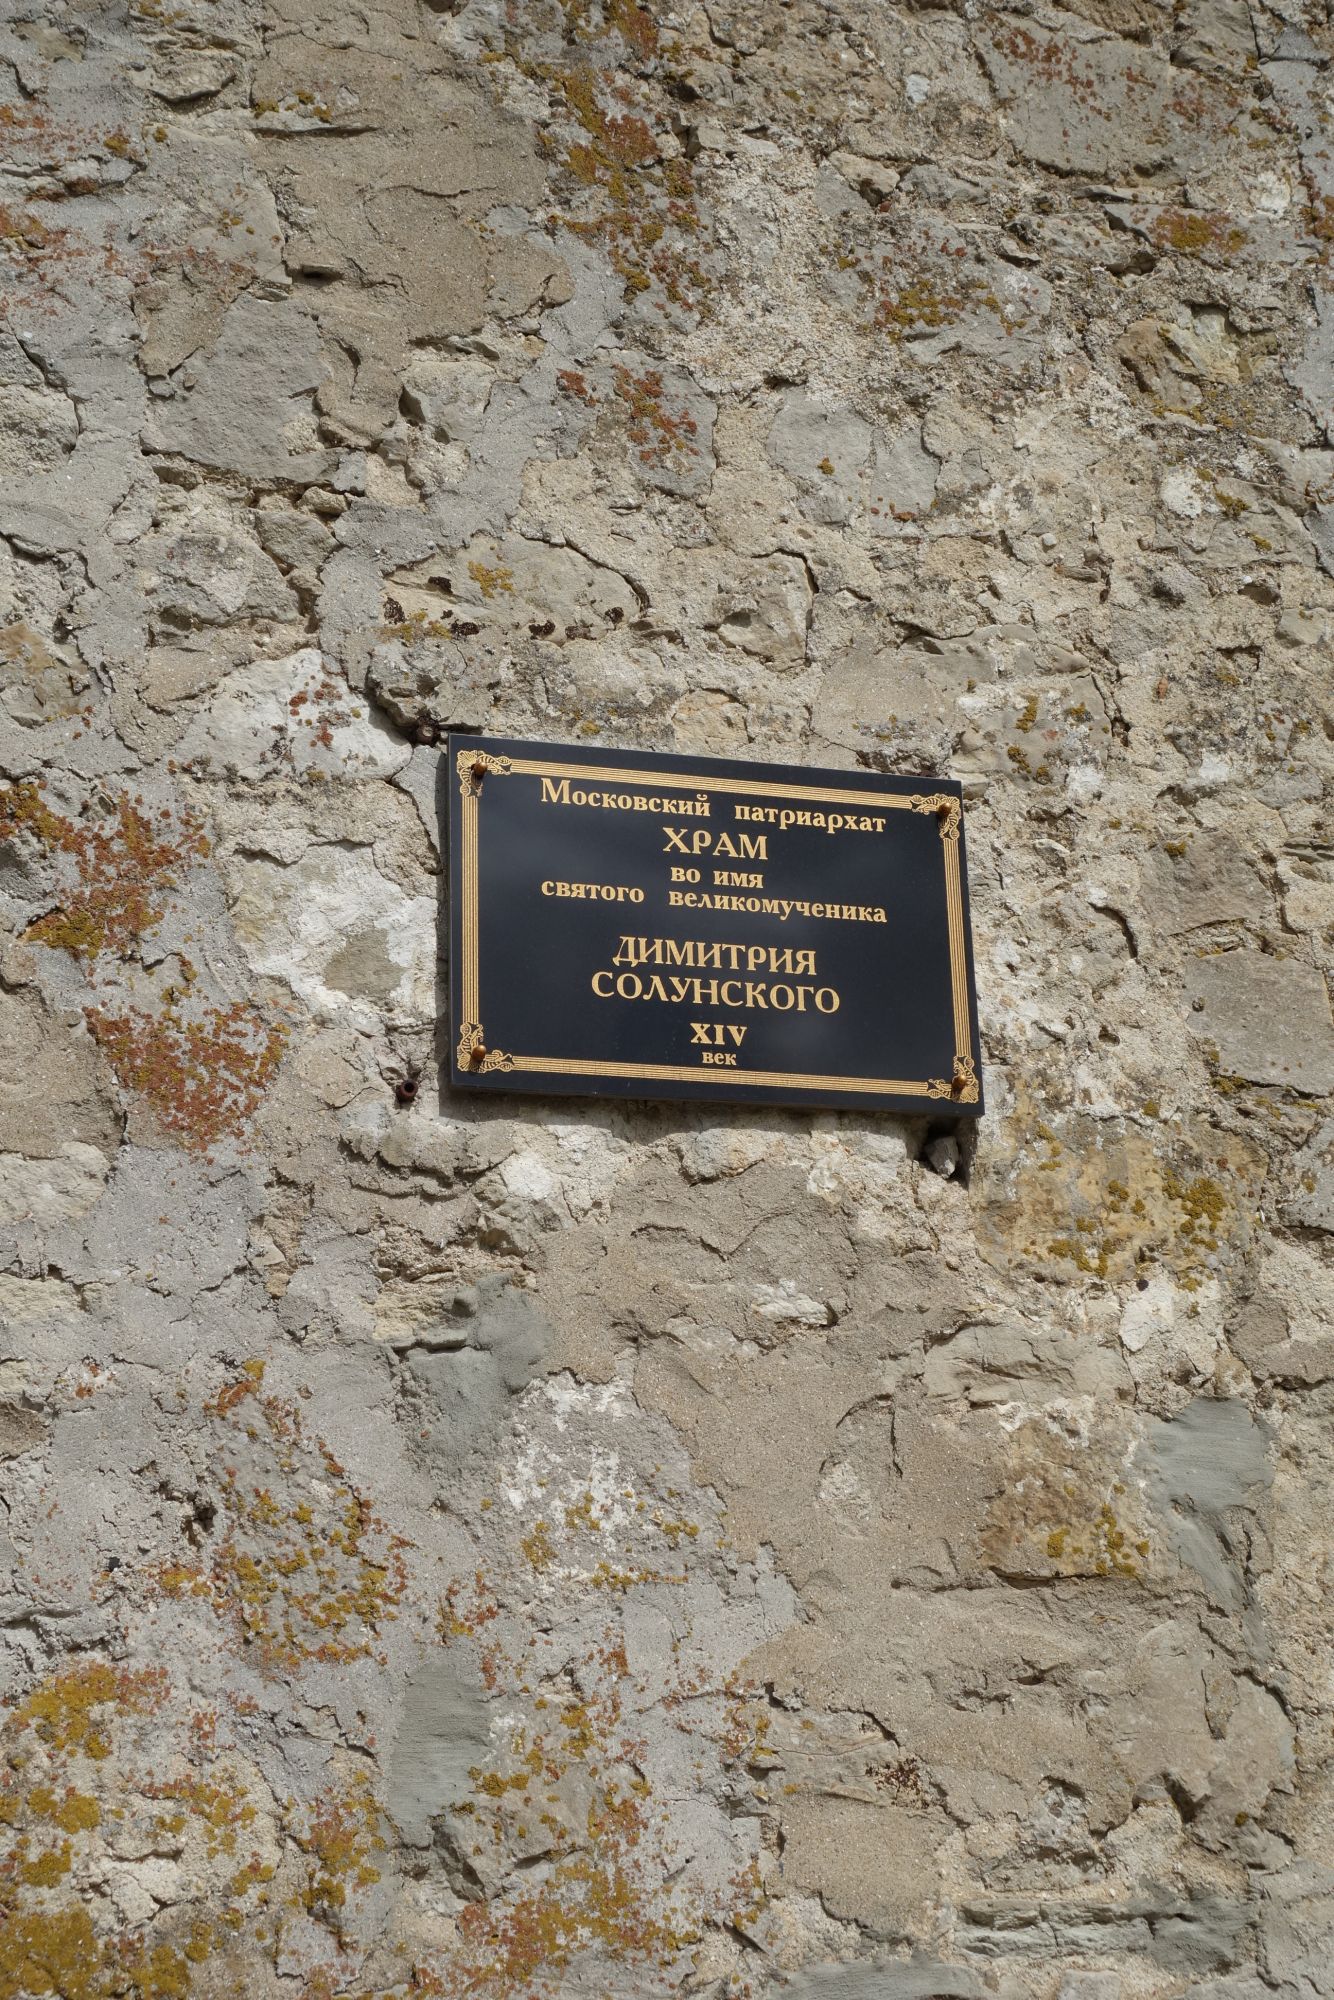 Московский патриархат
ХРАМ
во имя
святого великомученика
ДИМИТРИЯ
СОЛУНСКОГО
XIV
век